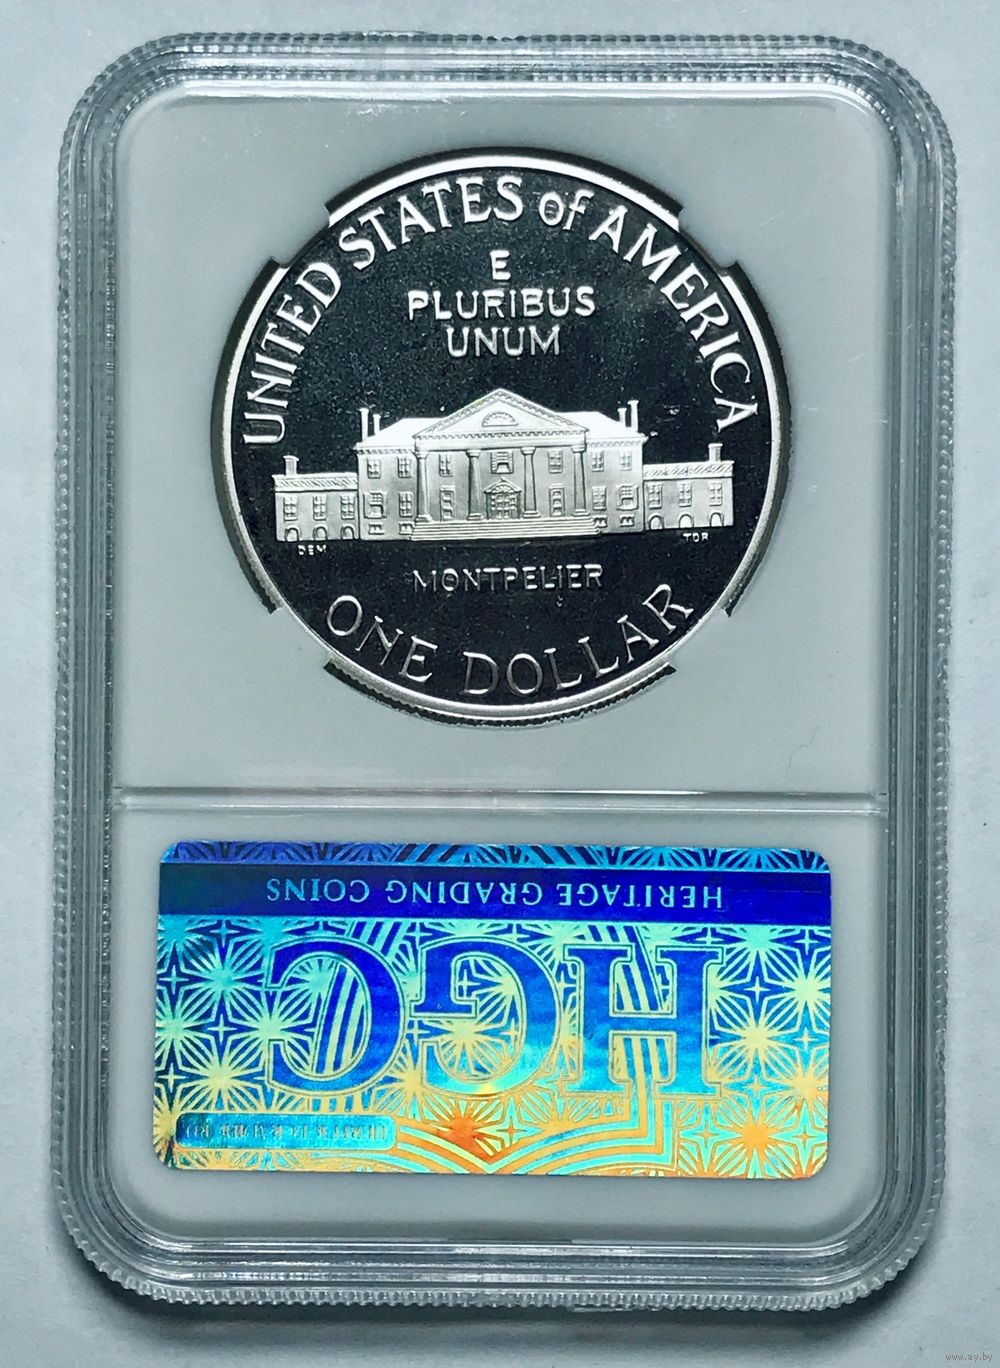 UNITED STATES of AMERICA
E
PLURIBUS
UNUM
DEM
TDR
MONTPELIER
ONE DOLLAR
HERITAGE GRADING COINS
HGC
www.ay.by